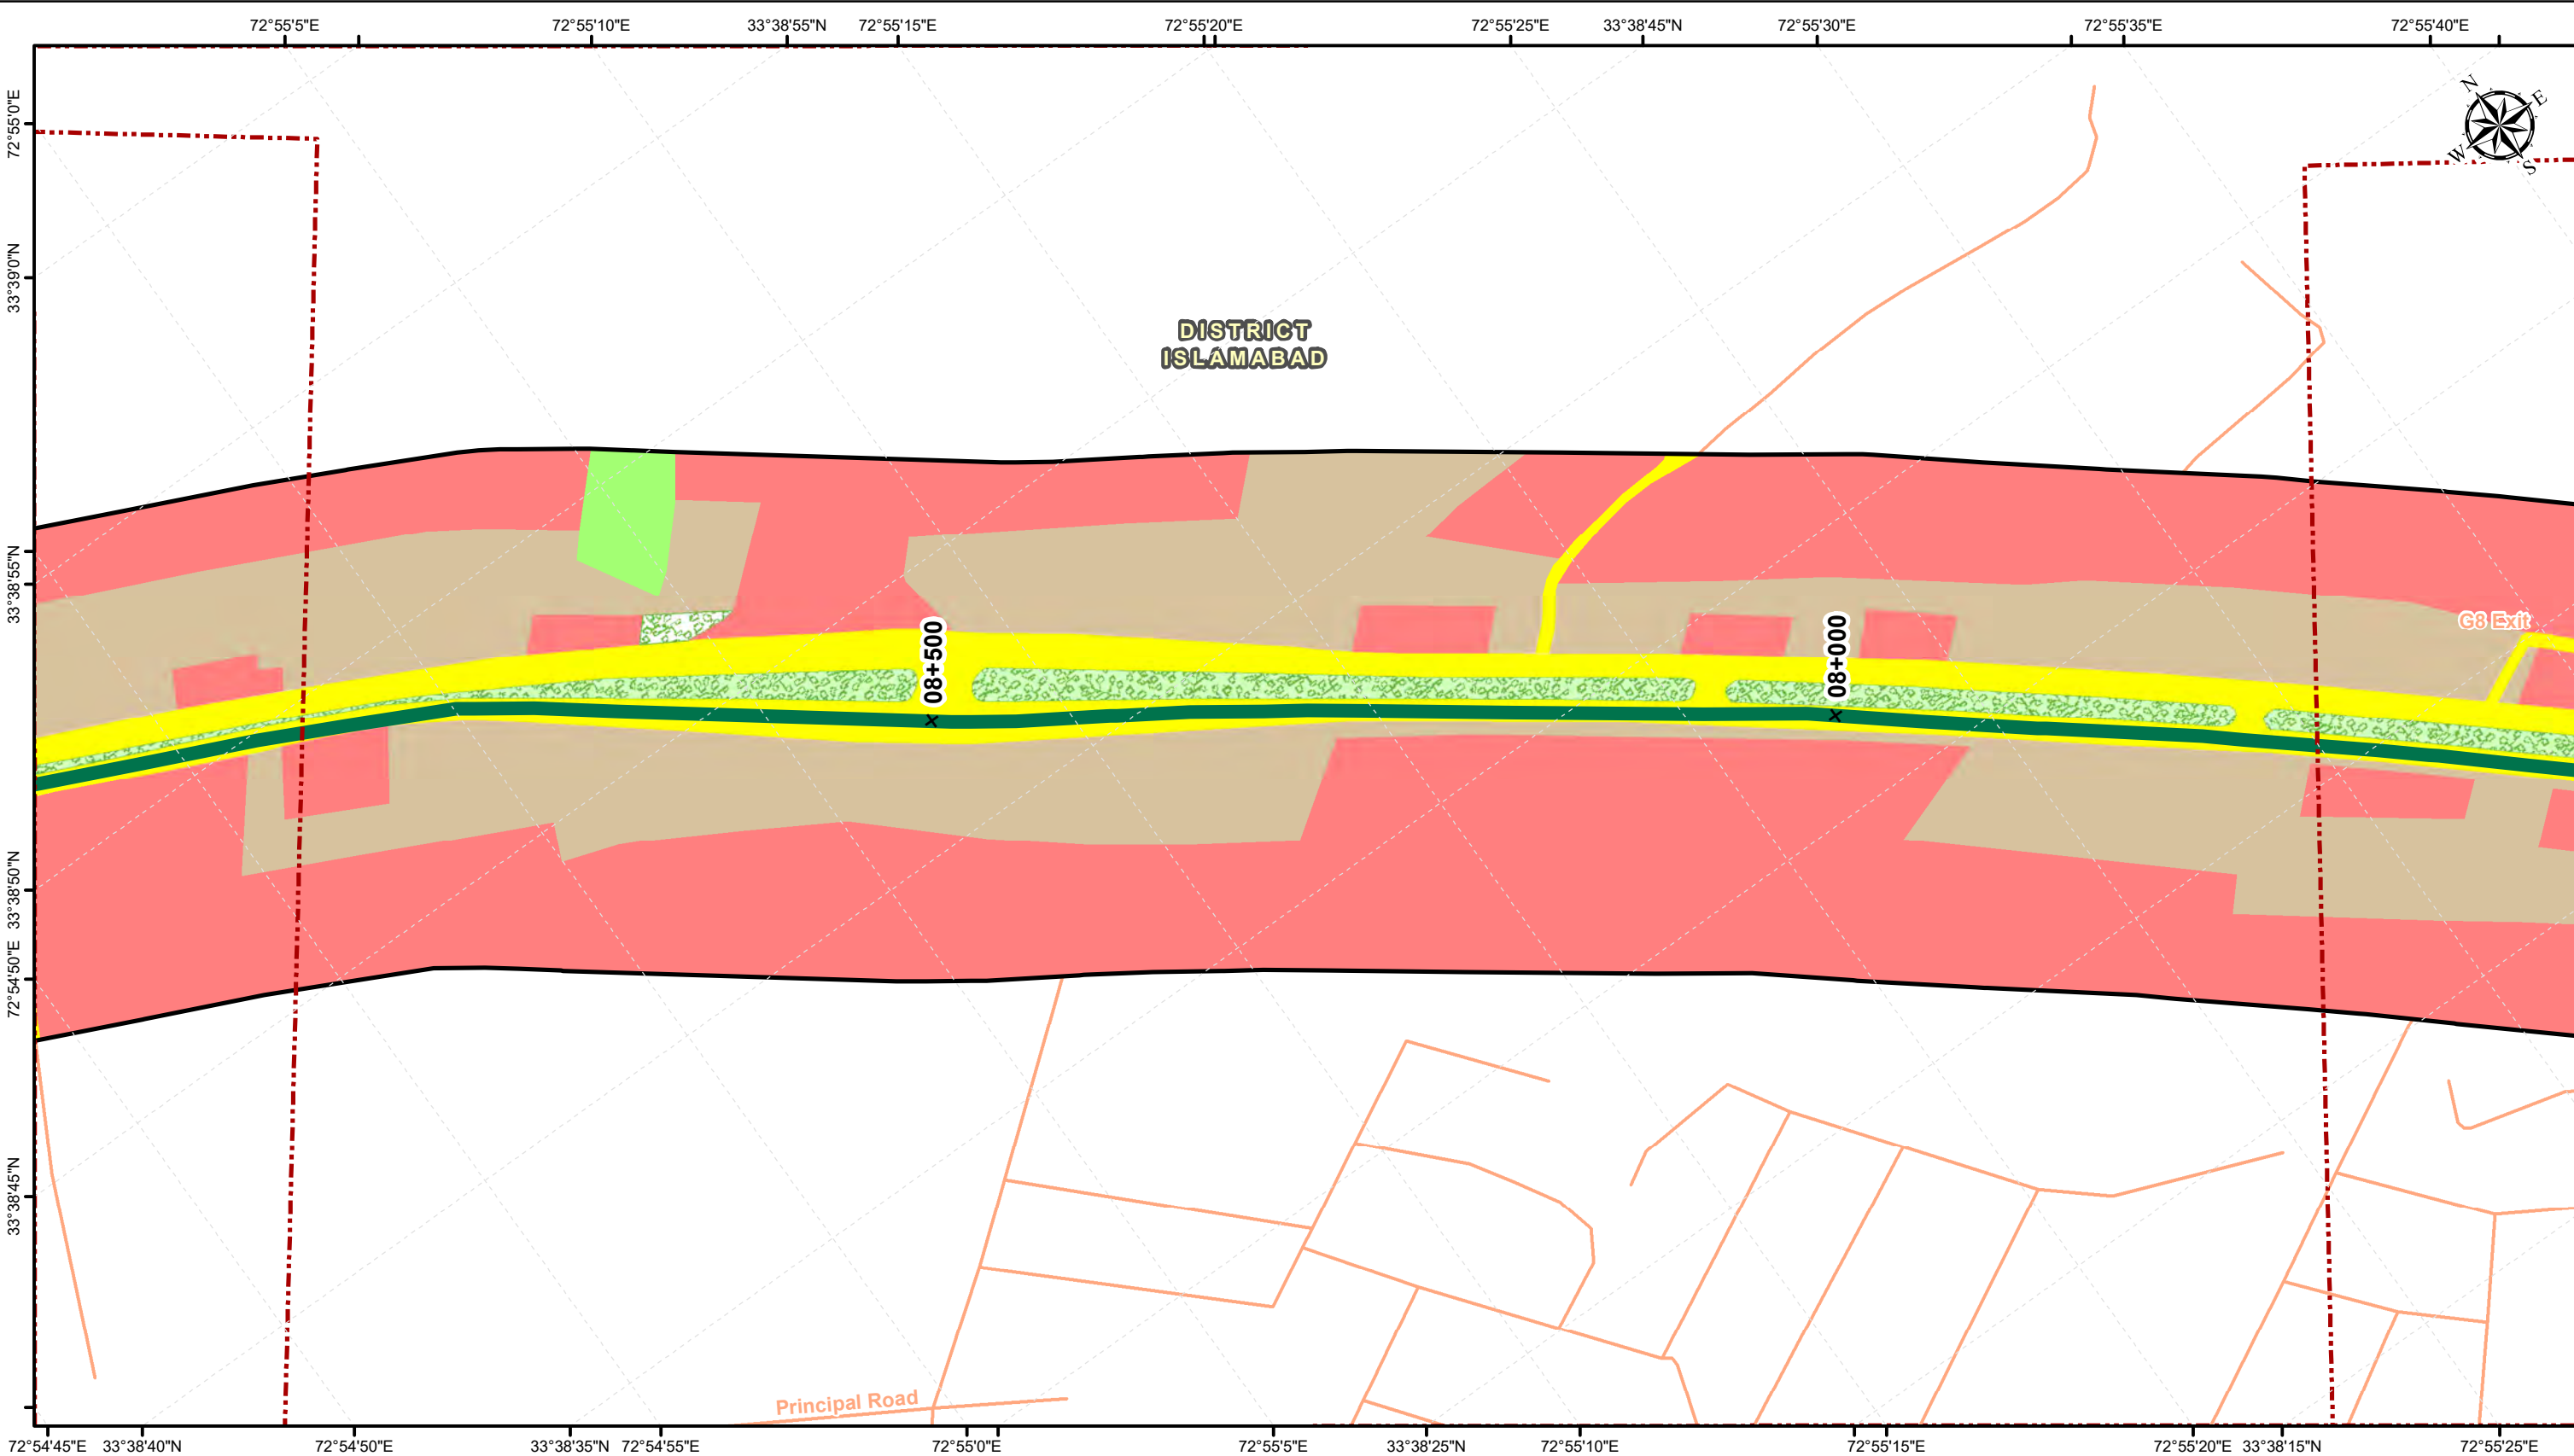 72°55'5"E
72°55'10"E
33°38'55"N
72°55'15"E
72°55'20"E
72°55'25"E
33°38'45"N
72°55'30"E
72°55'35"E
72°55'40"E
N
E
W
S
72°55'0"E
33°39'0"N
33°38'55"N
33°38'50"N
72°54'50"E
33°38'45"N
DISTRICT
ISLAMABAD
08+500
08+000
G8 Exit
Principal Road
72°54'45"E
33°38'40"N
72°54'50"E
33°38'35"N
72°54'55"E
72°55'0"E
72°55'5"E
33°38'25"N
72°55'10"E
72°55'15"E
72°55'20"E
33°38'15"N
72°55'25"E